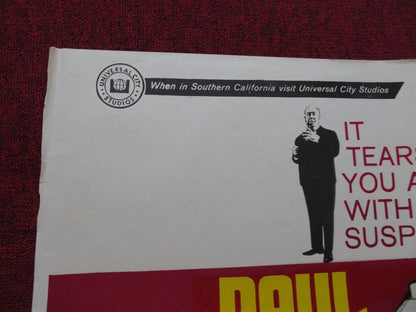 UNIVERSAL CITY STUDIOS
When in Southern California visit Universal City Studios
IT
TEARS
YOU A
WITH
SUSP
PAUL